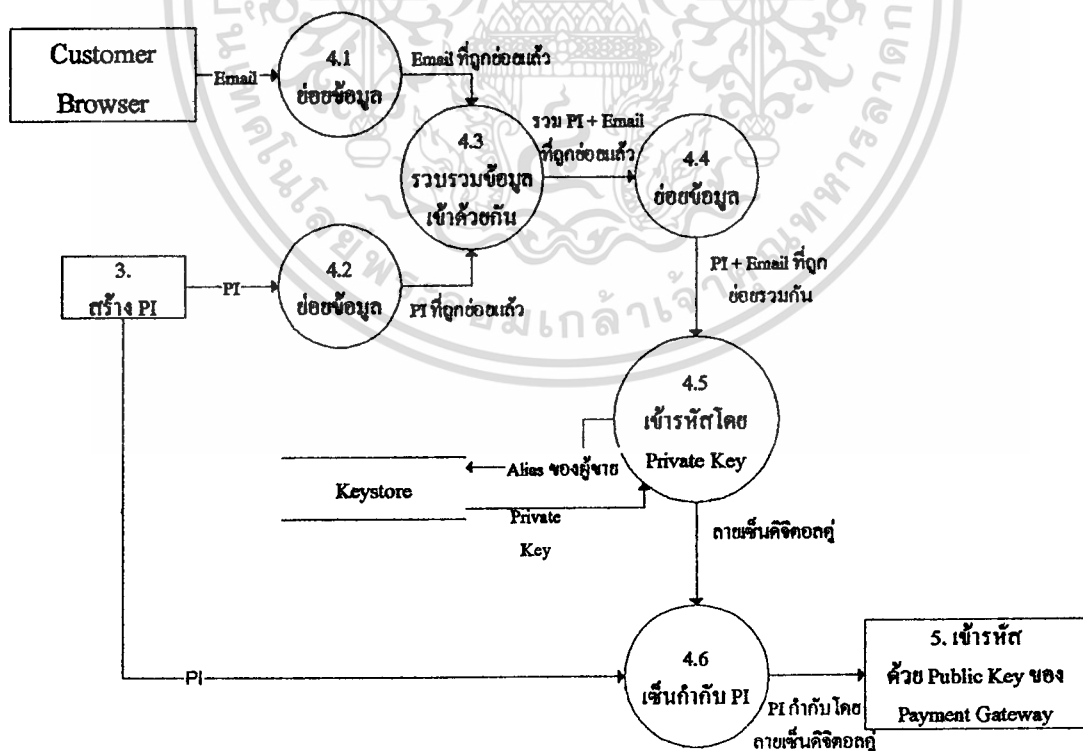 Customer
Browser
Email
4.1
ย่อยข้อมูล
Email ที่ถูกย่อยแล้ว
4.3
รวบรวมข้อมูล
เข้าด้วยกัน
รวม PI + Email
ที่ถูกย่อยแล้ว
4.4
ย่อยข้อมูล
3.
สร้าง PI
PI
4.2
ย่อยข้อมูล
PI ที่ถูกย่อยแล้ว
PI + Email ที่ถูก
ย่อยรวมกัน
4.5
เข้ารหัสโดย
Private Key
Alias ของผู้ขาย
Keystore
Private
Key
ลายเซ็นดิจิตอลคู่
PI
4.6
เซ็นกำกับ PI
PI กำกับโดย
ลายเซ็นดิจิตอลคู่
5. เข้ารหัส
ด้วย Public Key ของ
Payment Gateway